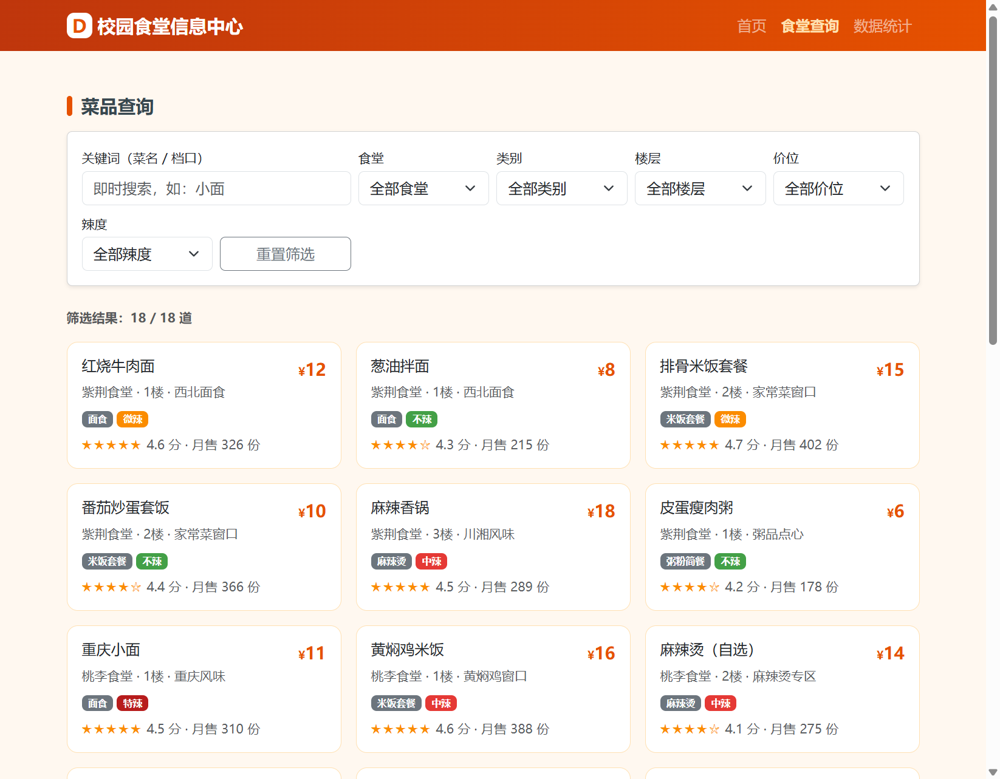 D 校园食堂信息中心
首页 食堂查询 数据统计
菜品查询
关键词（菜名 / 档口） 食堂 类别 楼层 价位
即时搜索，如：小面 全部食堂 全部类别 全部楼层 全部价位
辣度
全部辣度 重置筛选
筛选结果：18 / 18 道
红烧牛肉面 ¥12
紫荆食堂 · 1楼 · 西北面食
面食 微辣
★★★★★ 4.6 分 · 月售 326 份
葱油拌面 ¥8
紫荆食堂 · 1楼 · 西北面食
面食 不辣
★★★★☆ 4.3 分 · 月售 215 份
排骨米饭套餐 ¥15
紫荆食堂 · 2楼 · 家常菜窗口
米饭套餐 微辣
★★★★★ 4.7 分 · 月售 402 份
番茄炒蛋套饭 ¥10
紫荆食堂 · 2楼 · 家常菜窗口
米饭套餐 不辣
★★★★☆ 4.4 分 · 月售 366 份
麻辣香锅 ¥18
紫荆食堂 · 3楼 · 川湘风味
麻辣烫 中辣
★★★★★ 4.5 分 · 月售 289 份
皮蛋瘦肉粥 ¥6
紫荆食堂 · 1楼 · 粥品点心
粥粉简餐 不辣
★★★★☆ 4.2 分 · 月售 178 份
重庆小面 ¥11
桃李食堂 · 1楼 · 重庆风味
面食 特辣
★★★★★ 4.5 分 · 月售 310 份
黄焖鸡米饭 ¥16
桃李食堂 · 1楼 · 黄焖鸡窗口
米饭套餐 中辣
★★★★★ 4.6 分 · 月售 388 份
麻辣烫（自选） ¥14
桃李食堂 · 2楼 · 麻辣烫专区
麻辣烫 中辣
★★★★☆ 4.1 分 · 月售 275 份